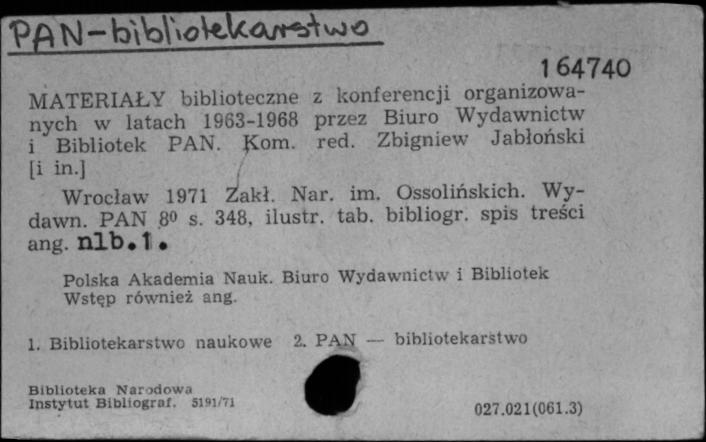 PAN-bibliotekarstwo
164740
MATERIAŁY biblioteczne z konferencji organizowa-
nych w latach 1963-1968 przez Biuro Wydawnictw
i Bibliotek PAN. Kom. red. Zbigniew Jabłoński
[i in.]
Wrocław 1971 Zakł. Nar. im. Ossolińskich. Wy-
dawn. PAN 8⁰ s. 348, ilustr. tab. bibliogr. spis treści
ang. nlb.1.
Polska Akademia Nauk. Biuro Wydawnictw i Bibliotek
Wstęp również ang.
1. Bibliotekarstwo naukowe 2. PAN — bibliotekarstwo
Biblioteka Narodowa
Instytut Bibliograf. 5191/71
027.021(061.3)